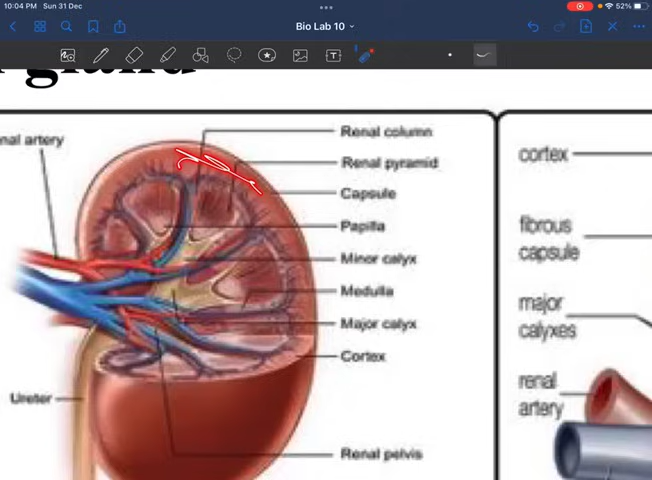 10:04 PM Sun 31 Dec
52%
Bio Lab 10
gland
nal artery
Renal column
Renal pyramid
Capsule
Papilla
Minor calyx
Medulla
Major calyx
Cortex
Ureter
Renal pelvis
cortex
fibrous
capsule
major
calyxes
renal
artery